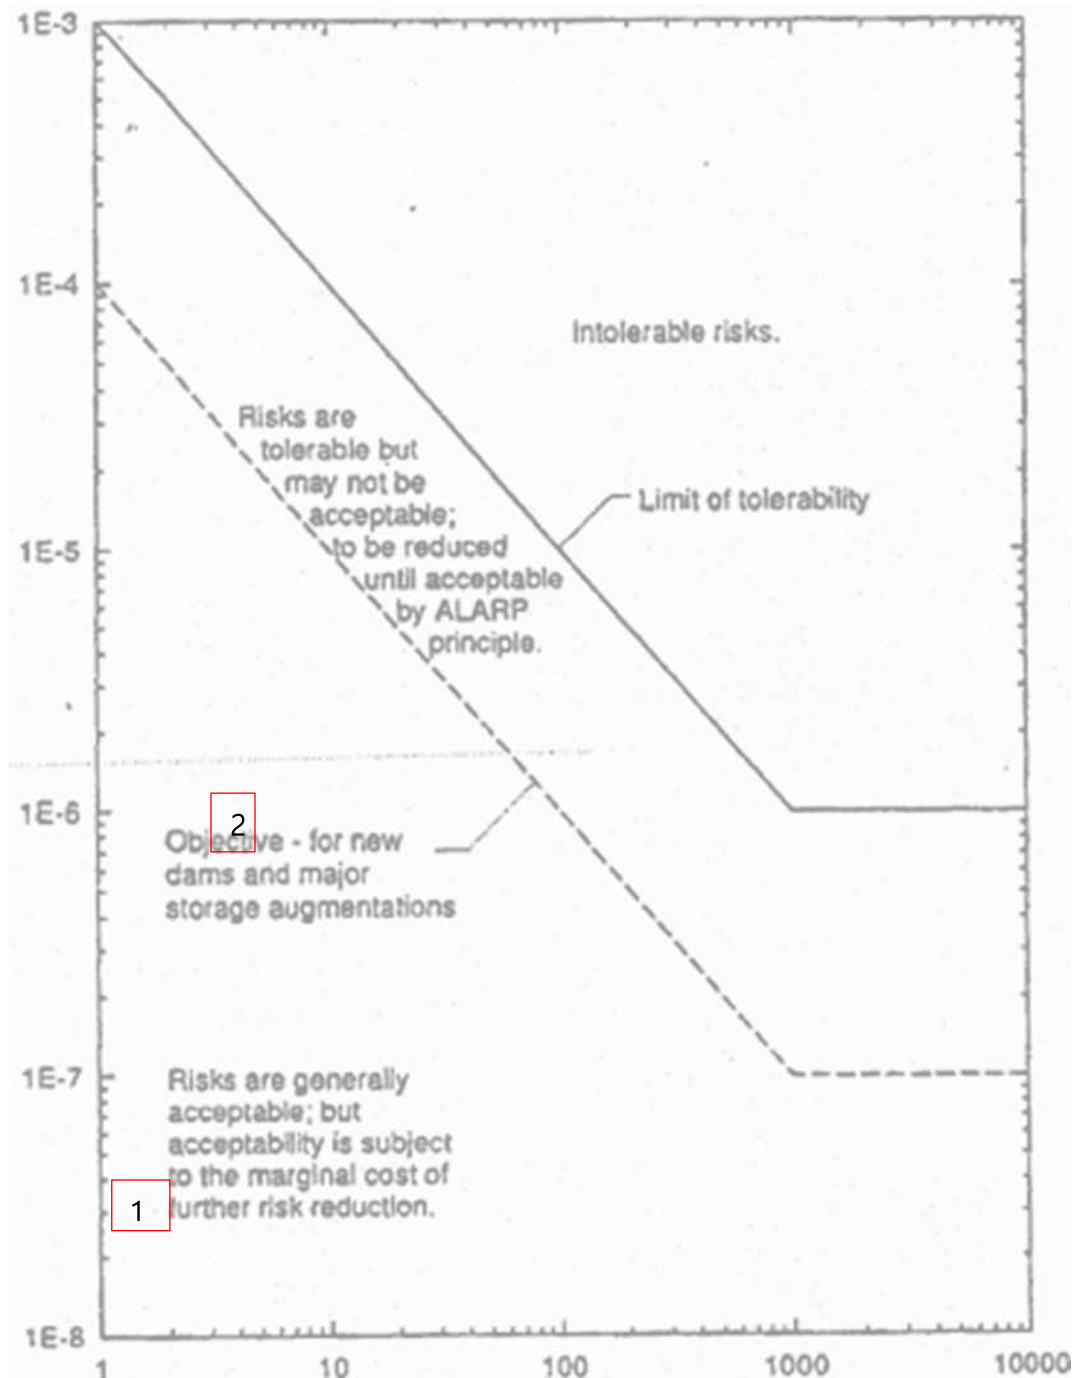 1E-3
1E-4
Intolerable risks.
Risks are
tolerable but
may not be
acceptable;
to be reduced
until acceptable
by ALARP
principle.
Limit of tolerability
1E-5
1E-6
2
Objective - for new
dams and major
storage augmentations
1E-7
Risks are generally
acceptable; but
acceptability is subject
to the marginal cost of
further risk reduction.
1
1E-8
1 10 100 1000 10000